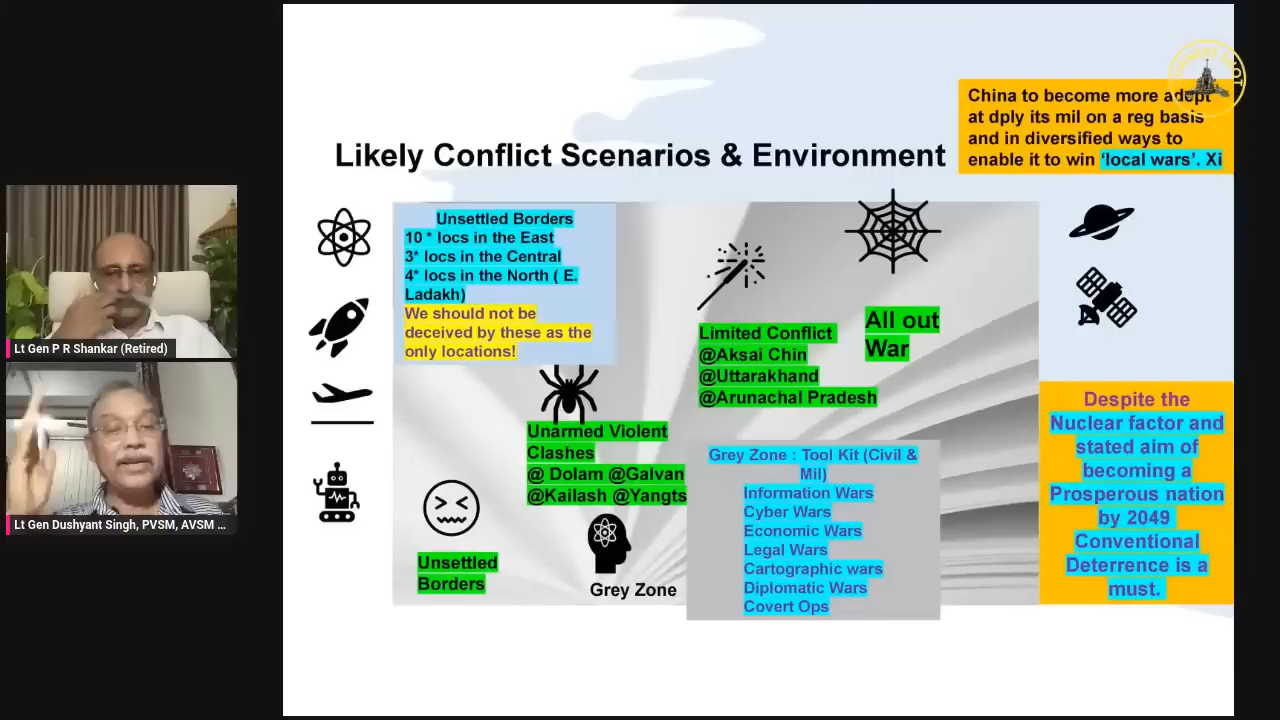 China to become more adept
at dply its mil on a reg basis
and in diversified ways to
enable it to win ‘local wars’. Xi
Likely Conflict Scenarios & Environment
Unsettled Borders
10 * locs in the East
3* locs in the Central
4* locs in the North ( E.
Ladakh)
We should not be
deceived by these as the
only locations!
Limited Conflict
@Aksai Chin
@Uttarakhand
@Arunachal Pradesh
All out
War
Unarmed Violent
Clashes
@ Dolam @Galvan
@Kailash @Yangts
Unsettled
Borders
Grey Zone
Grey Zone : Tool Kit (Civil &
Mil)
Information Wars
Cyber Wars
Economic Wars
Legal Wars
Cartographic wars
Diplomatic Wars
Covert Ops
Despite the
Nuclear factor and
stated aim of
becoming a
Prosperous nation
by 2049
Conventional
Deterrence is a
must.
Lt Gen P R Shankar (Retired)
Lt Gen Dushyant Singh, PVSM, AVSM ...